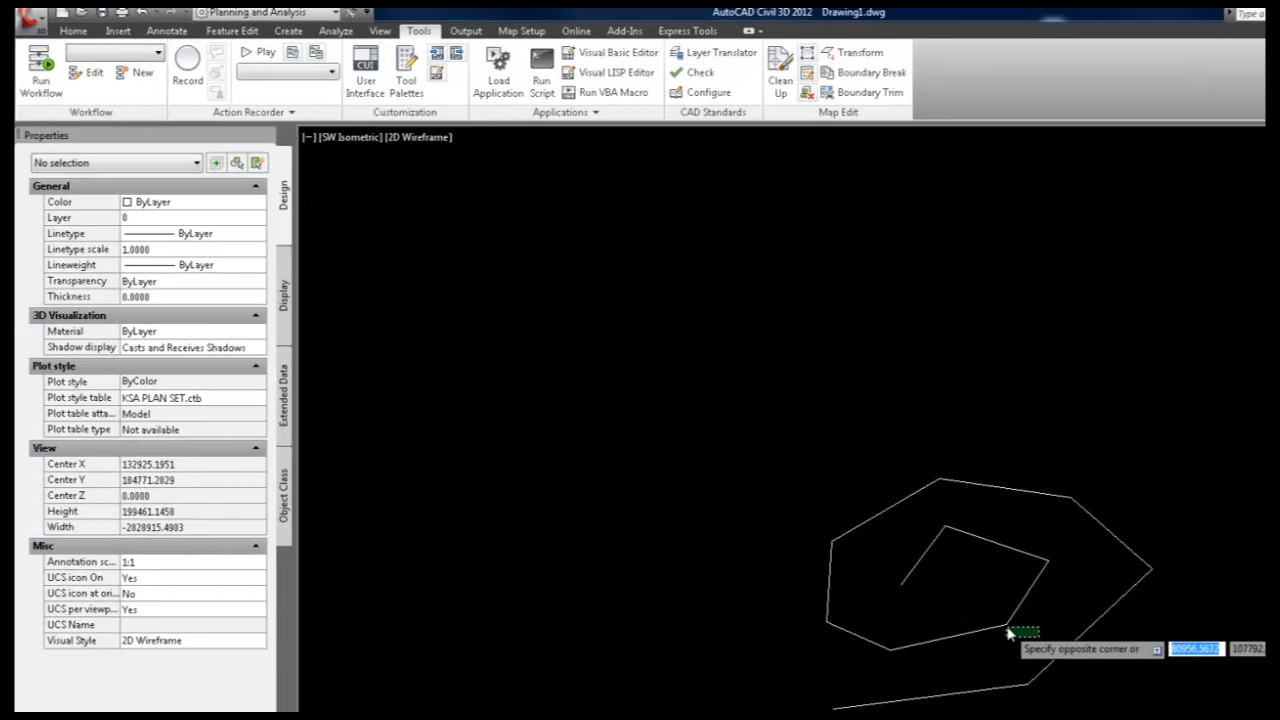 Planning and Analysis
AutoCAD Civil 3D 2012 Drawing1.dwg
Type a
Home Insert Annotate Feature Edit Create Analyze View Tools Output Map Setup Online Add-Ins Express Tools
Run Workflow
Edit New
Workflow
Record
Play
Action Recorder
User Interface
CUI
Tool Palettes
Customization
Load Application
Run Script
Visual Basic Editor
Visual LISP Editor
Run VBA Macro
Applications
Layer Translator
Check
Configure
CAD Standards
Clean Up
Transform
Boundary Break
Boundary Trim
Map Edit
Properties
[−] [SW Isometric] [2D Wireframe]
No selection
General
Color ByLayer
Layer 0
Linetype ByLayer
Linetype scale 1.0000
Lineweight ByLayer
Transparency ByLayer
Thickness 0.0000
3D Visualization
Material ByLayer
Shadow display Casts and Receives Shadows
Plot style
Plot style ByColor
Plot style table KSA PLAN SET.ctb
Plot table atta... Model
Plot table type Not available
View
Center X 132925.1951
Center Y 184771.2829
Center Z 0.0000
Height 199461.1458
Width -2828915.4903
Misc
Annotation sc... 1:1
UCS icon On Yes
UCS icon at ori... No
UCS per viewp... Yes
UCS Name
Visual Style 2D Wireframe
Design
Display
Extended Data
Object Class
Specify opposite corner or 80956.5672 107792.